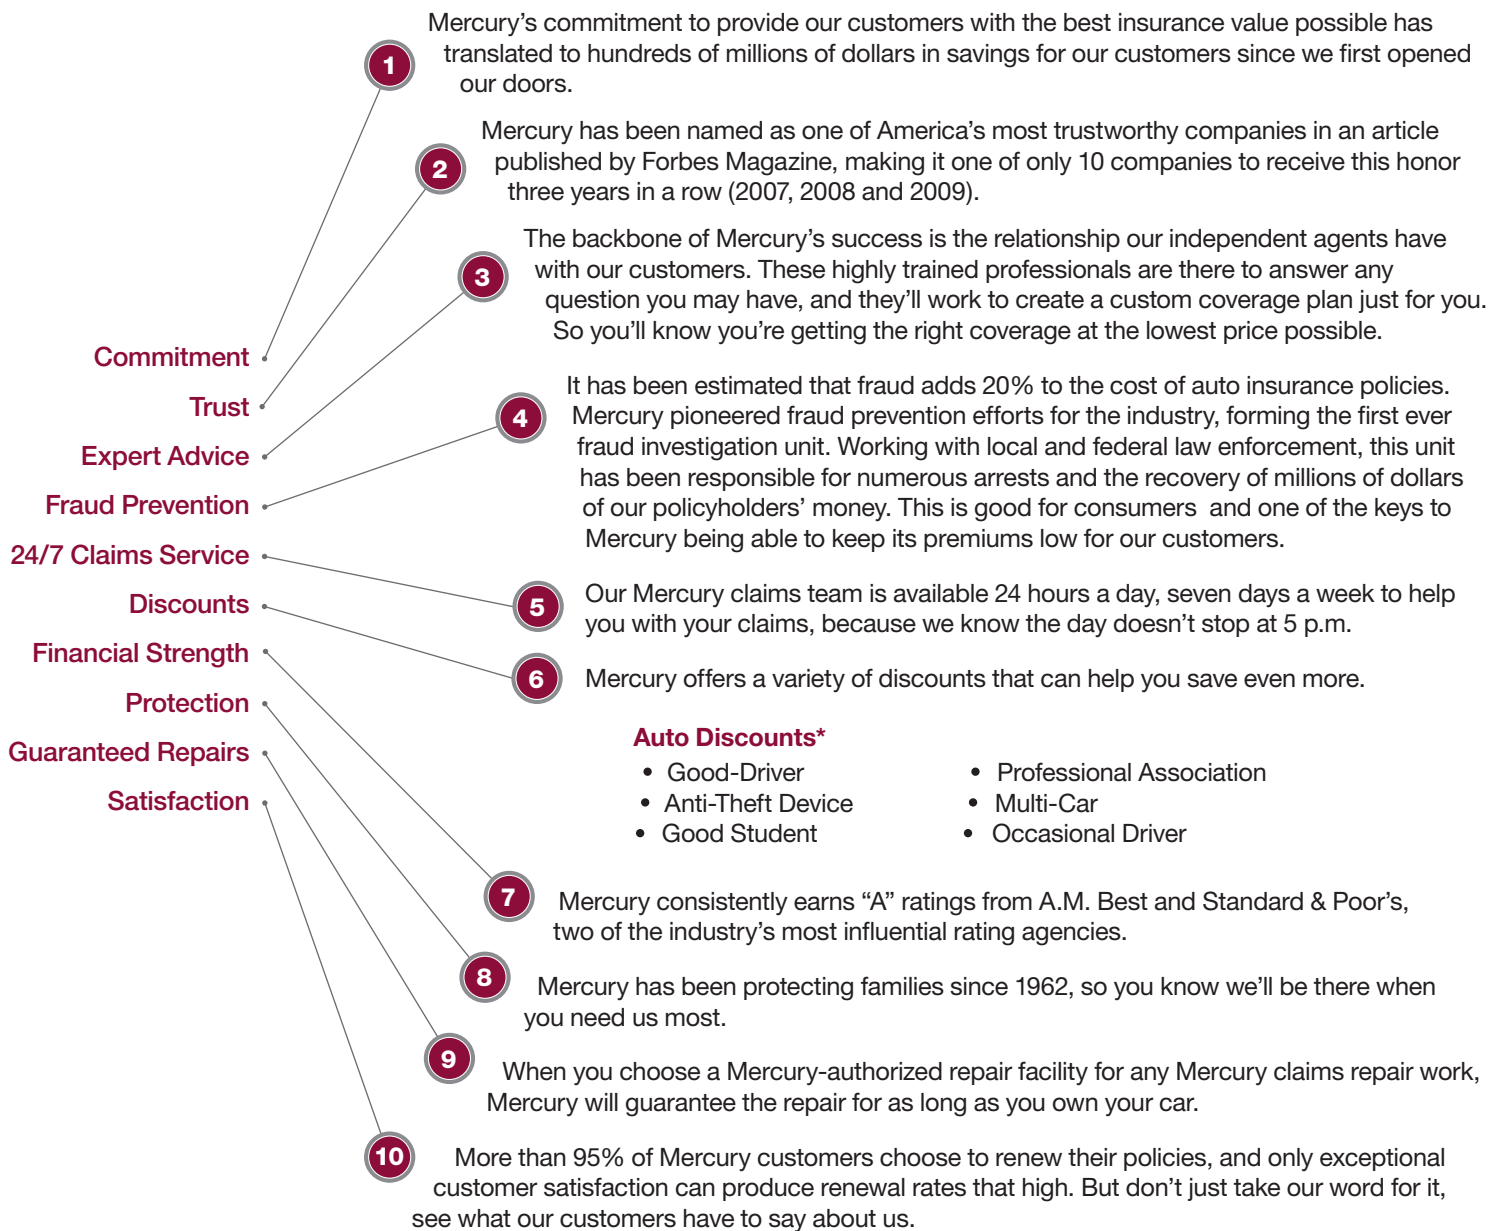 Commitment
Trust
Expert Advice
Fraud Prevention
24/7 Claims Service
Discounts
Financial Strength
Protection
Guaranteed Repairs
Satisfaction
1
Mercury’s commitment to provide our customers with the best insurance value possible has
translated to hundreds of millions of dollars in savings for our customers since we first opened
our doors.
2
Mercury has been named as one of America’s most trustworthy companies in an article
published by Forbes Magazine, making it one of only 10 companies to receive this honor
three years in a row (2007, 2008 and 2009).
3
The backbone of Mercury’s success is the relationship our independent agents have
with our customers. These highly trained professionals are there to answer any
question you may have, and they’ll work to create a custom coverage plan just for you.
So you’ll know you’re getting the right coverage at the lowest price possible.
4
It has been estimated that fraud adds 20% to the cost of auto insurance policies.
Mercury pioneered fraud prevention efforts for the industry, forming the first ever
fraud investigation unit. Working with local and federal law enforcement, this unit
has been responsible for numerous arrests and the recovery of millions of dollars
of our policyholders’ money. This is good for consumers and one of the keys to
Mercury being able to keep its premiums low for our customers.
5
Our Mercury claims team is available 24 hours a day, seven days a week to help
you with your claims, because we know the day doesn’t stop at 5 p.m.
6
Mercury offers a variety of discounts that can help you save even more.
Auto Discounts*
• Good-Driver
• Anti-Theft Device
• Good Student
• Professional Association
• Multi-Car
• Occasional Driver
7
Mercury consistently earns “A” ratings from A.M. Best and Standard & Poor’s,
two of the industry’s most influential rating agencies.
8
Mercury has been protecting families since 1962, so you know we’ll be there when
you need us most.
9
When you choose a Mercury-authorized repair facility for any Mercury claims repair work,
Mercury will guarantee the repair for as long as you own your car.
10
More than 95% of Mercury customers choose to renew their policies, and only exceptional
customer satisfaction can produce renewal rates that high. But don’t just take our word for it,
see what our customers have to say about us.